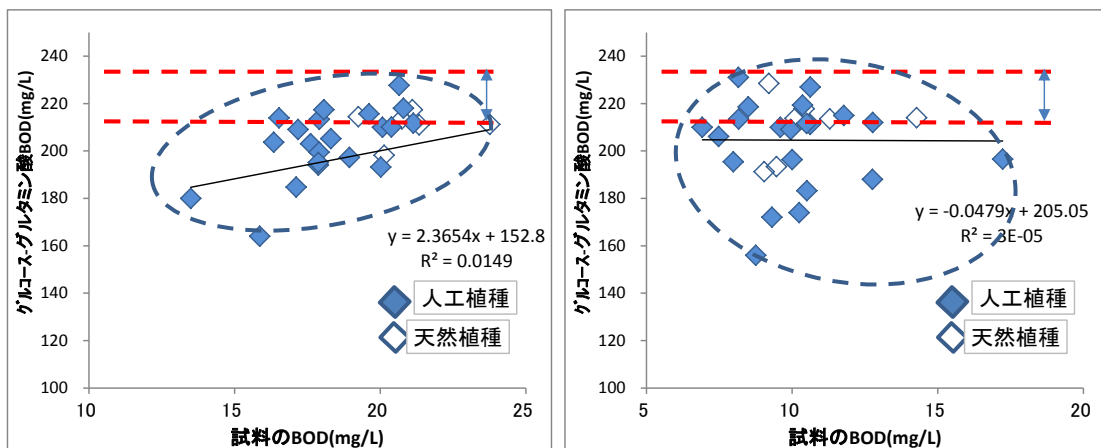 240
220
200
180
160
140
120
100
10
15
20
25
グルコース-グルタミン酸BOD(mg/L)
試料のBOD(mg/L)
y = 2.3654x + 152.8
R² = 0.0149
人工植種
天然植種
240
220
200
180
160
140
120
100
5
10
15
20
グルコース-グルタミン酸BOD(mg/L)
試料のBOD(mg/L)
y = -0.0479x + 205.05
R² = 3E-05
人工植種
天然植種